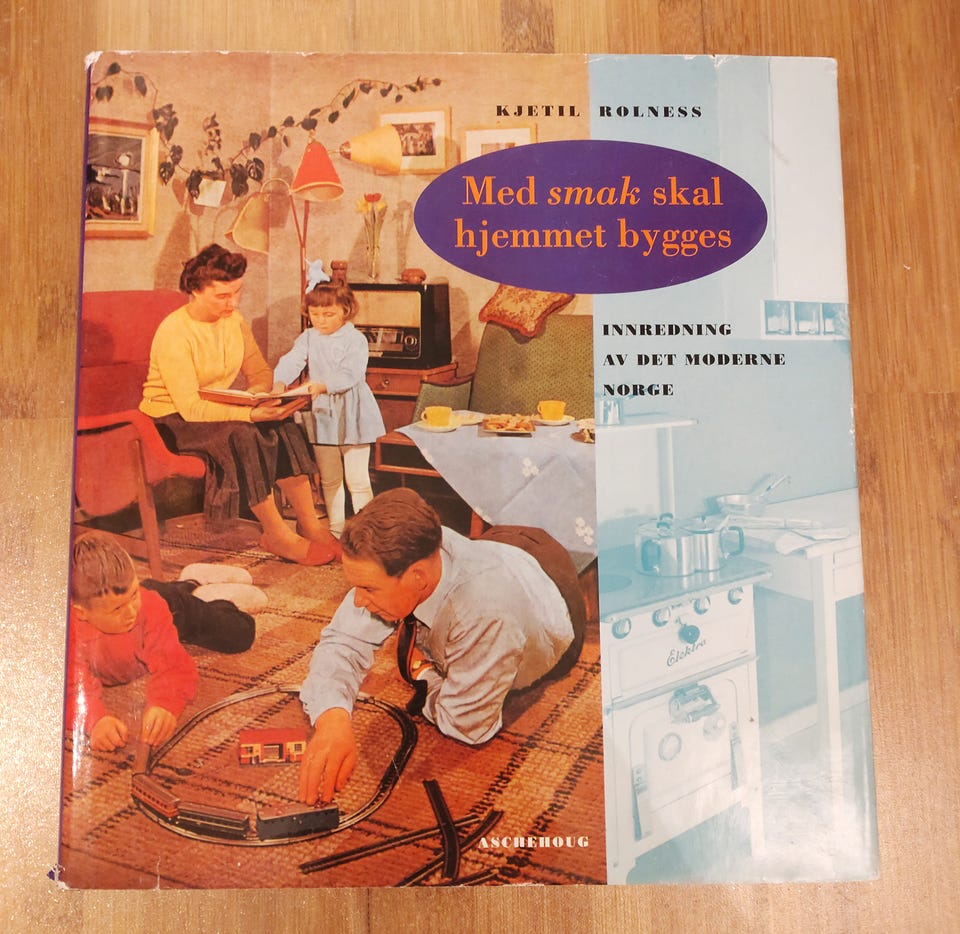 KJETIL ROLNESS
Med smak skal
hjemmet bygges
INNREDNING
AV DET MODERNE
NORGE
Elektra
ASCHEHOUG